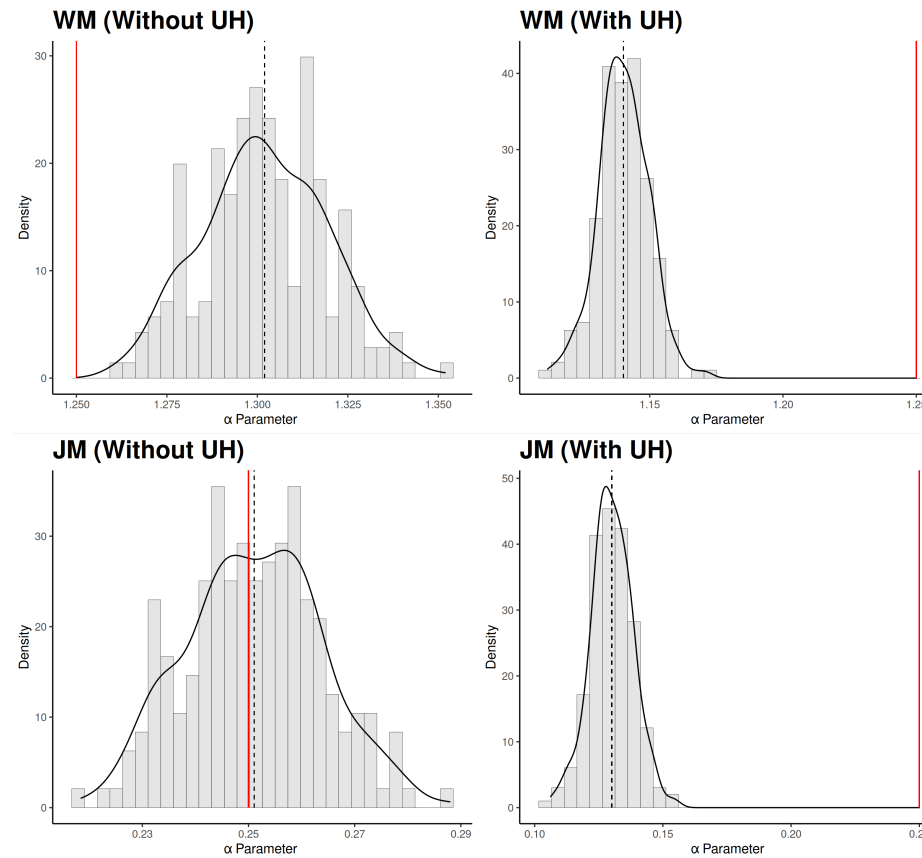 WM (Without UH)
30
20
10
0
Density
1.250
1.275
1.300
1.325
1.350
α Parameter
WM (With UH)
40
30
20
10
0
Density
1.15
1.20
α Parameter
JM (Without UH)
30
20
10
0
Density
0.23
0.25
0.27
0.29
α Parameter
JM (With UH)
50
40
30
20
10
0
Density
0.10
0.15
0.20
α Parameter